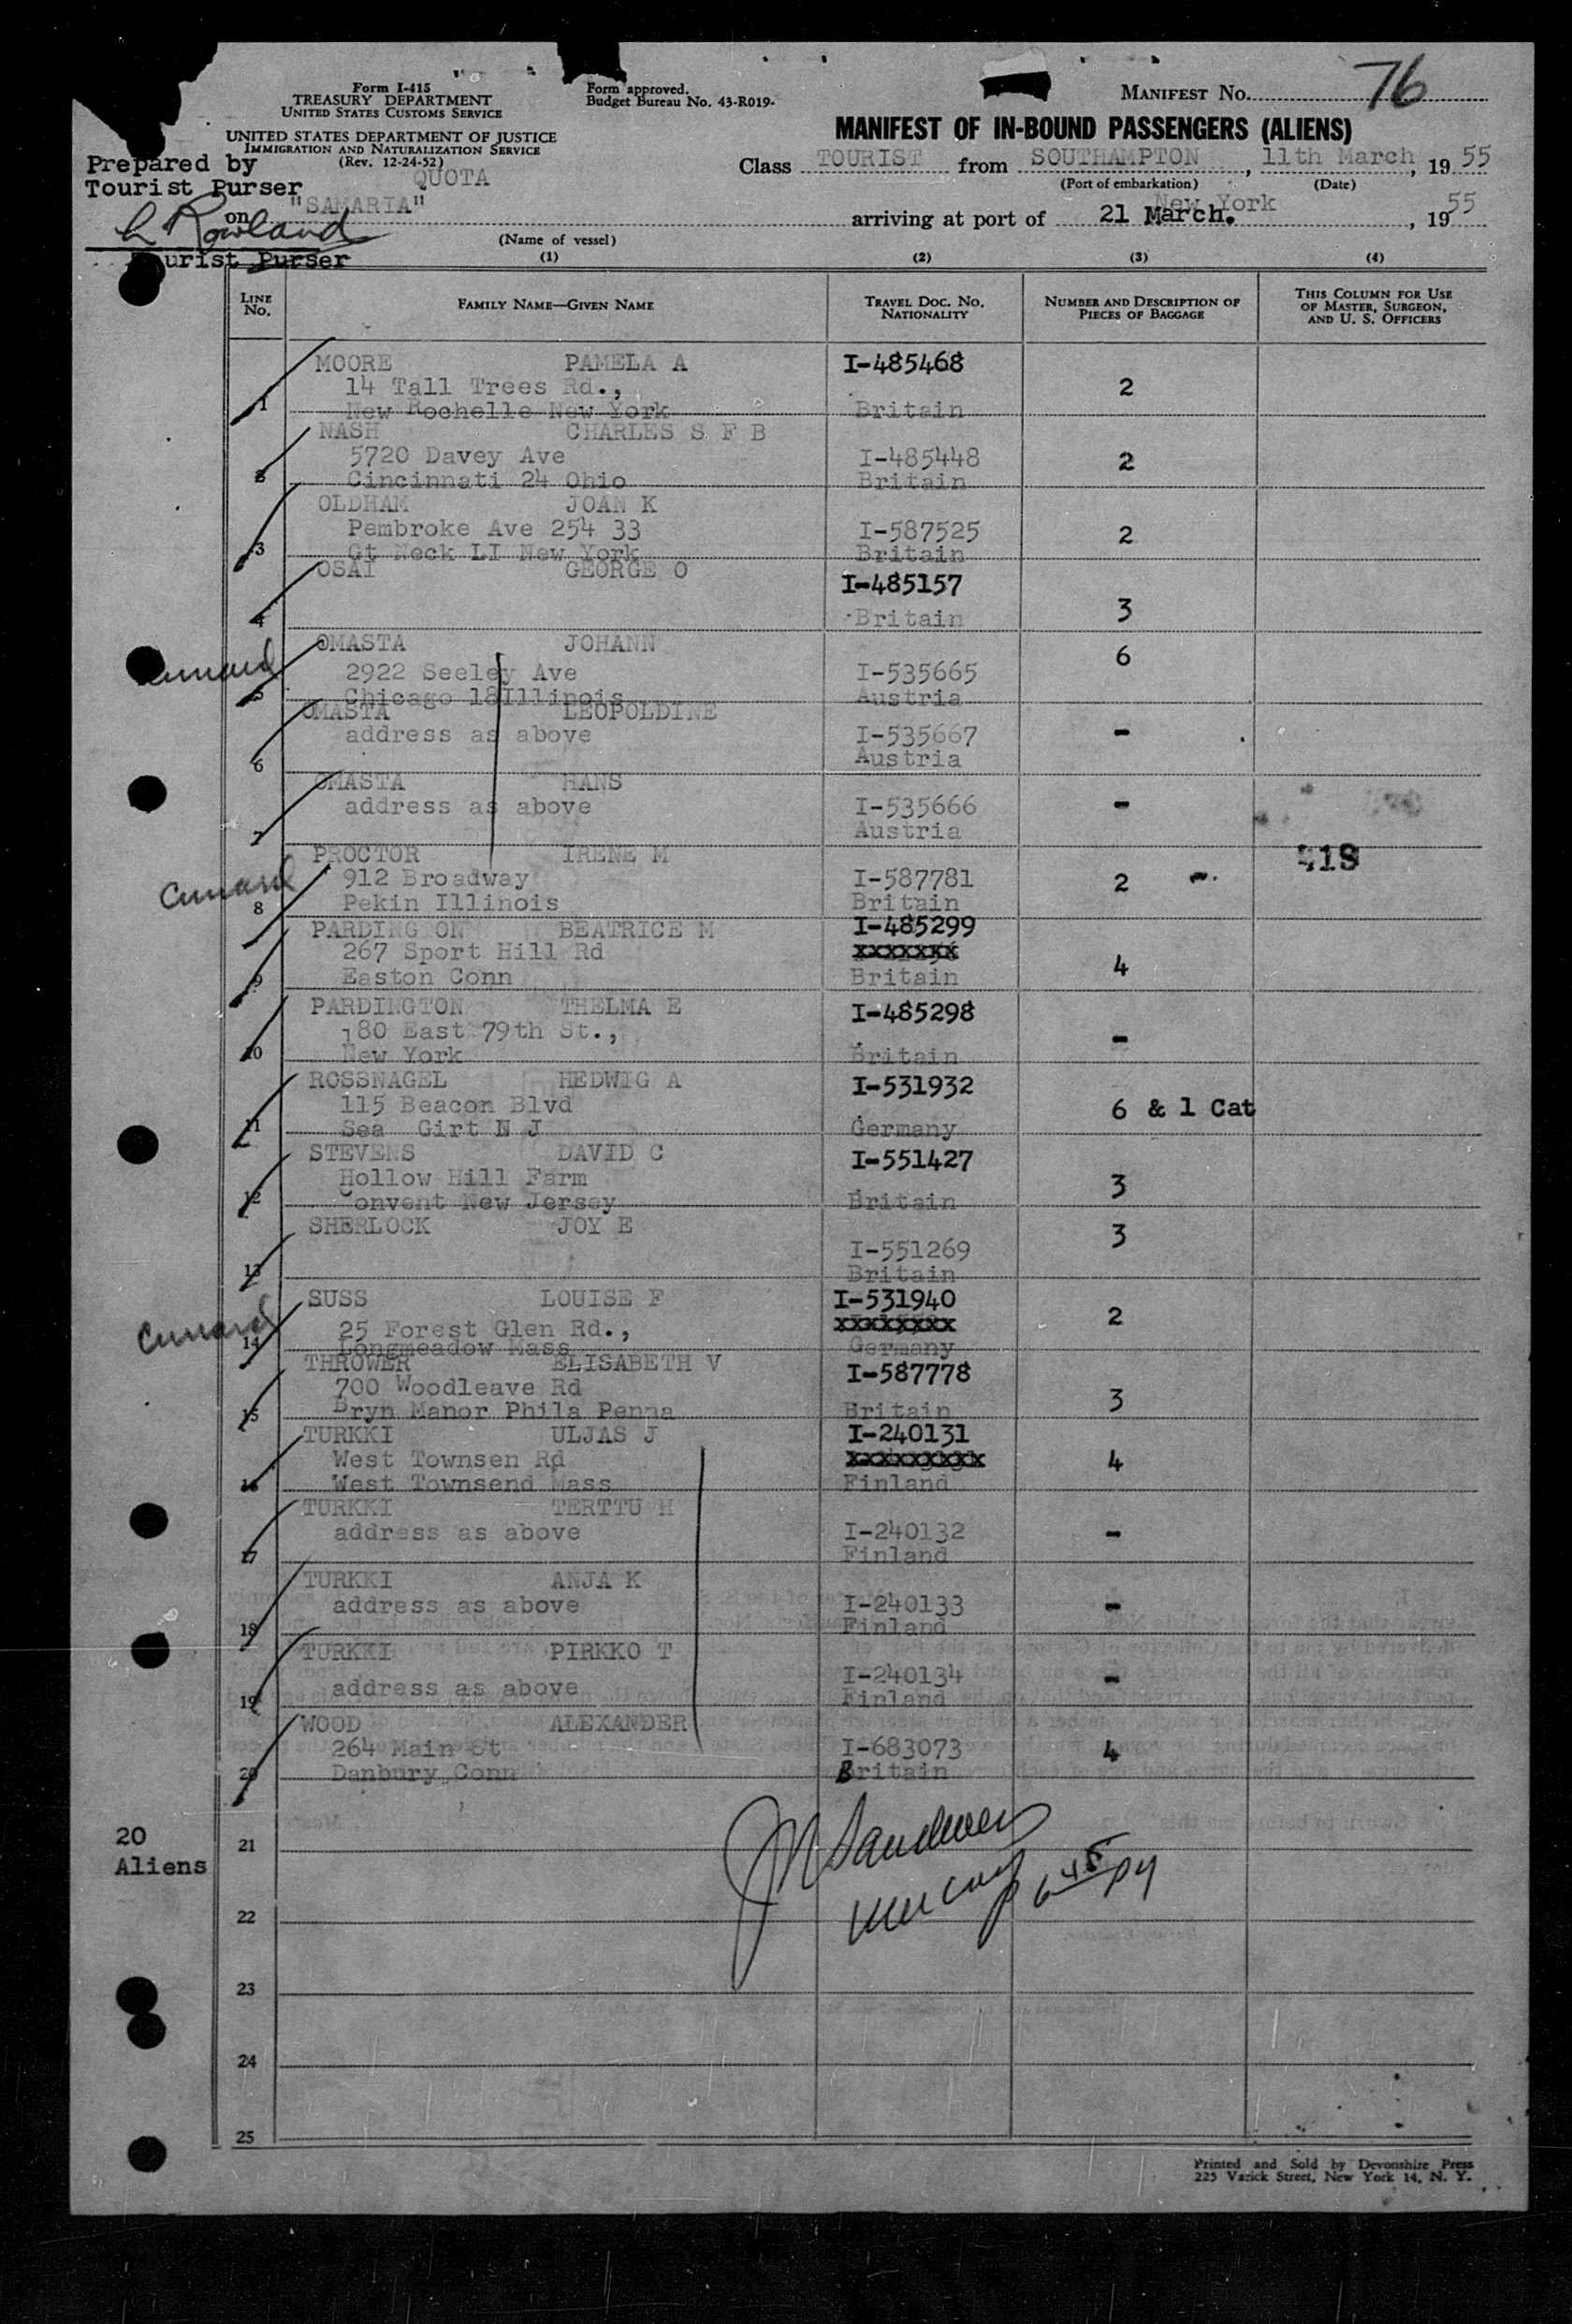 Form I-415
TREASURY DEPARTMENT
UNITED STATES CUSTOMS SERVICE
UNITED STATES DEPARTMENT OF JUSTICE
IMMIGRATION AND NATURALIZATION SERVICE
(Rev. 12-24-52)
Form approved.
Budget Bureau No. 43-R019-
MANIFEST No. 76
MANIFEST OF IN-BOUND PASSENGERS (ALIENS)
Prepared by
Tourist Purser
QUOTA
Class TOURIST from SOUTHAMPTON, 11th March, 19 55
(Port of embarkation) (Date)
on "SAMARIA" arriving at port of New York 21 March., 19 55
Rowland
(Name of vessel)
Tourist Purser
(1) (2) (3) (4)
LINE No. FAMILY NAME—GIVEN NAME TRAVEL DOC. NO. NATIONALITY NUMBER AND DESCRIPTION OF PIECES OF BAGGAGE THIS COLUMN FOR USE OF MASTER, SURGEON, AND U. S. OFFICERS
MOORE PAMELA A I-485468
14 Tall Trees Rd., 2
1 New Rochelle New York Britain
NASH CHARLES S F B
5720 Davey Ave I-485448 2
2 Cincinnati 24 Ohio Britain
OLDHAM JOAN K
Pembroke Ave 254 33 I-587525 2
3 Gt Neck LI New York Britain
OSAI GEORGE O I-485157
4 Britain 3
OMASTA JOHANN 6
Cunard 2922 Seeley Ave I-535665
5 Chicago 18 Illinois Austria
OMASTA LEOPOLDINE
address as above I-535667 -
6 Austria
OMASTA HANS
address as above I-535666 -
7 Austria
PROCTOR IRENE M 418
Cunard 912 Broadway I-587781 2 -
8 Pekin Illinois Britain
PARDINGTON BEATRICE M I-485299
267 Sport Hill Rd xxxxxxx 4
9 Easton Conn Britain
PARDINGTON THELMA E I-485298
180 East 79th St., -
10 New York Britain
ROSSNAGEL HEDWIG A I-531932
115 Beacon Blvd 6 & 1 Cat
11 Sea Girt N J Germany
STEVENS DAVID C I-551427
Hollow Hill Farm 3
12 Convent New Jersey Britain
SHERLOCK JOY E 3
I-551269
13 Britain
SUSS LOUISE F I-531940
Cunard 25 Forest Glen Rd., xxxxxxxx 2
14 Longmeadow Mass Germany
THROWER ELISABETH V I-587778
700 Woodleave Rd 3
15 Bryn Manor Phila Penna Britain
TURKKI ULJAS J I-240131
West Townsen Rd xxxxxxxxx 4
16 West Townsend Mass Finland
TURKKI TERTTU H
address as above I-240132 -
17 Finland
TURKKI ANJA K
address as above I-240133 -
18 Finland
TURKKI PIRKKO T
address as above I-240134 -
19 Finland
WOOD ALEXANDER
264 Main St I-683073 4
20 Danbury Conn Britain
20
Aliens
21
22
23
24
25
Printed and Sold by Devonshire Press
225 Varick Street, New York 14, N. Y.